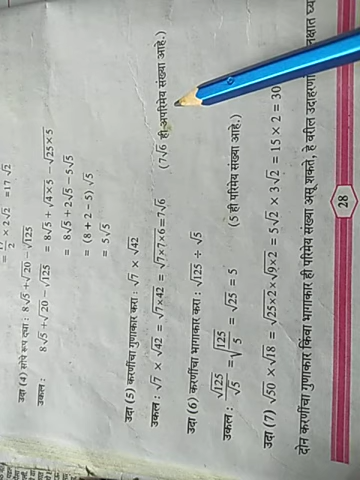 = 17/2 × 2√2 = 17√2
उदा (4) सोपे रूप द्या : 8√5 + √20 − √125
उकल : 8√5 + √20 − √125
= 8√5 + √4×5 − √25×5
= 8√5 + 2√5 − 5√5
= (8 + 2 − 5) √5
= 5√5
उदा (5) करणींचा गुणाकार करा : √7 × √42
उकल : √7 × √42 = √7×42 = √7×7×6 = 7√6 (7√6 ही अपरिमेय संख्या आहे.)
उदा (6) करणींचा भागाकार करा : √125 ÷ √5
उकल : √125/√5 = √125/5 = √25 = 5 (5 ही परिमेय संख्या आहे.)
उदा (7) √50 × √18 = √25×2 × √9×2 = 5√2 × 3√2 = 15 × 2 = 30
दोन करणींचा गुणाकार किंवा भागाकार ही परिमेय संख्या असू शकते, हे वरील
28